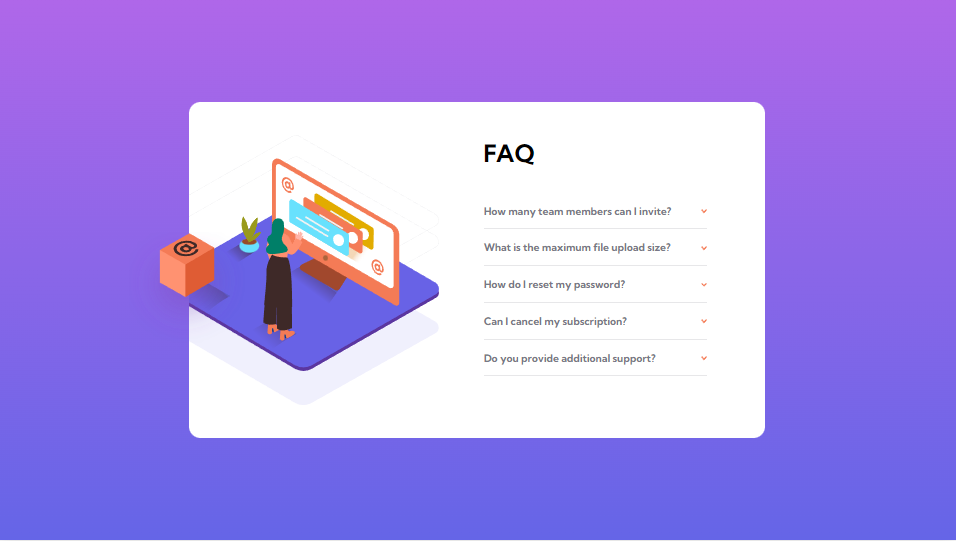 FAQ
How many team members can I invite?
What is the maximum file upload size?
How do I reset my password?
Can I cancel my subscription?
Do you provide additional support?
@
@
@